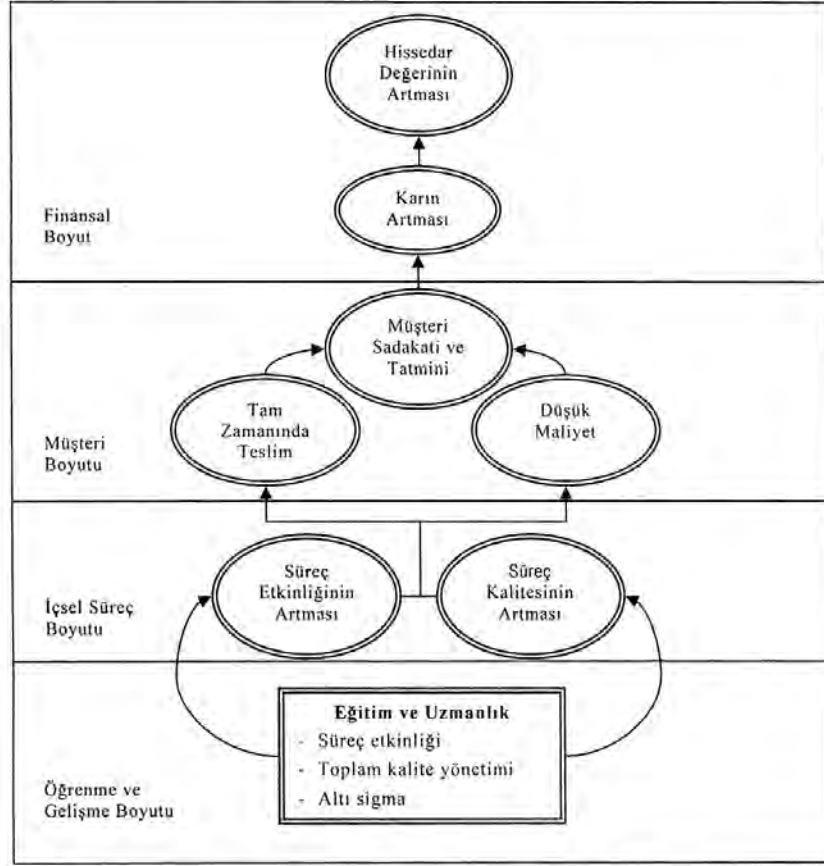 Hissedar
Değerinin
Artması
Karın
Artması
Finansal
Boyut
Müşteri
Sadakati ve
Tatmini
Tam
Zamanında
Teslim
Düşük
Maliyet
Müşteri
Boyutu
Süreç
Etkinliğinin
Artması
Süreç
Kalitesinin
Artması
İçsel Süreç
Boyutu
Eğitim ve Uzmanlık
- Süreç etkinliği
- Toplam kalite yönetimi
- Altı sigma
Öğrenme ve
Gelişme Boyutu